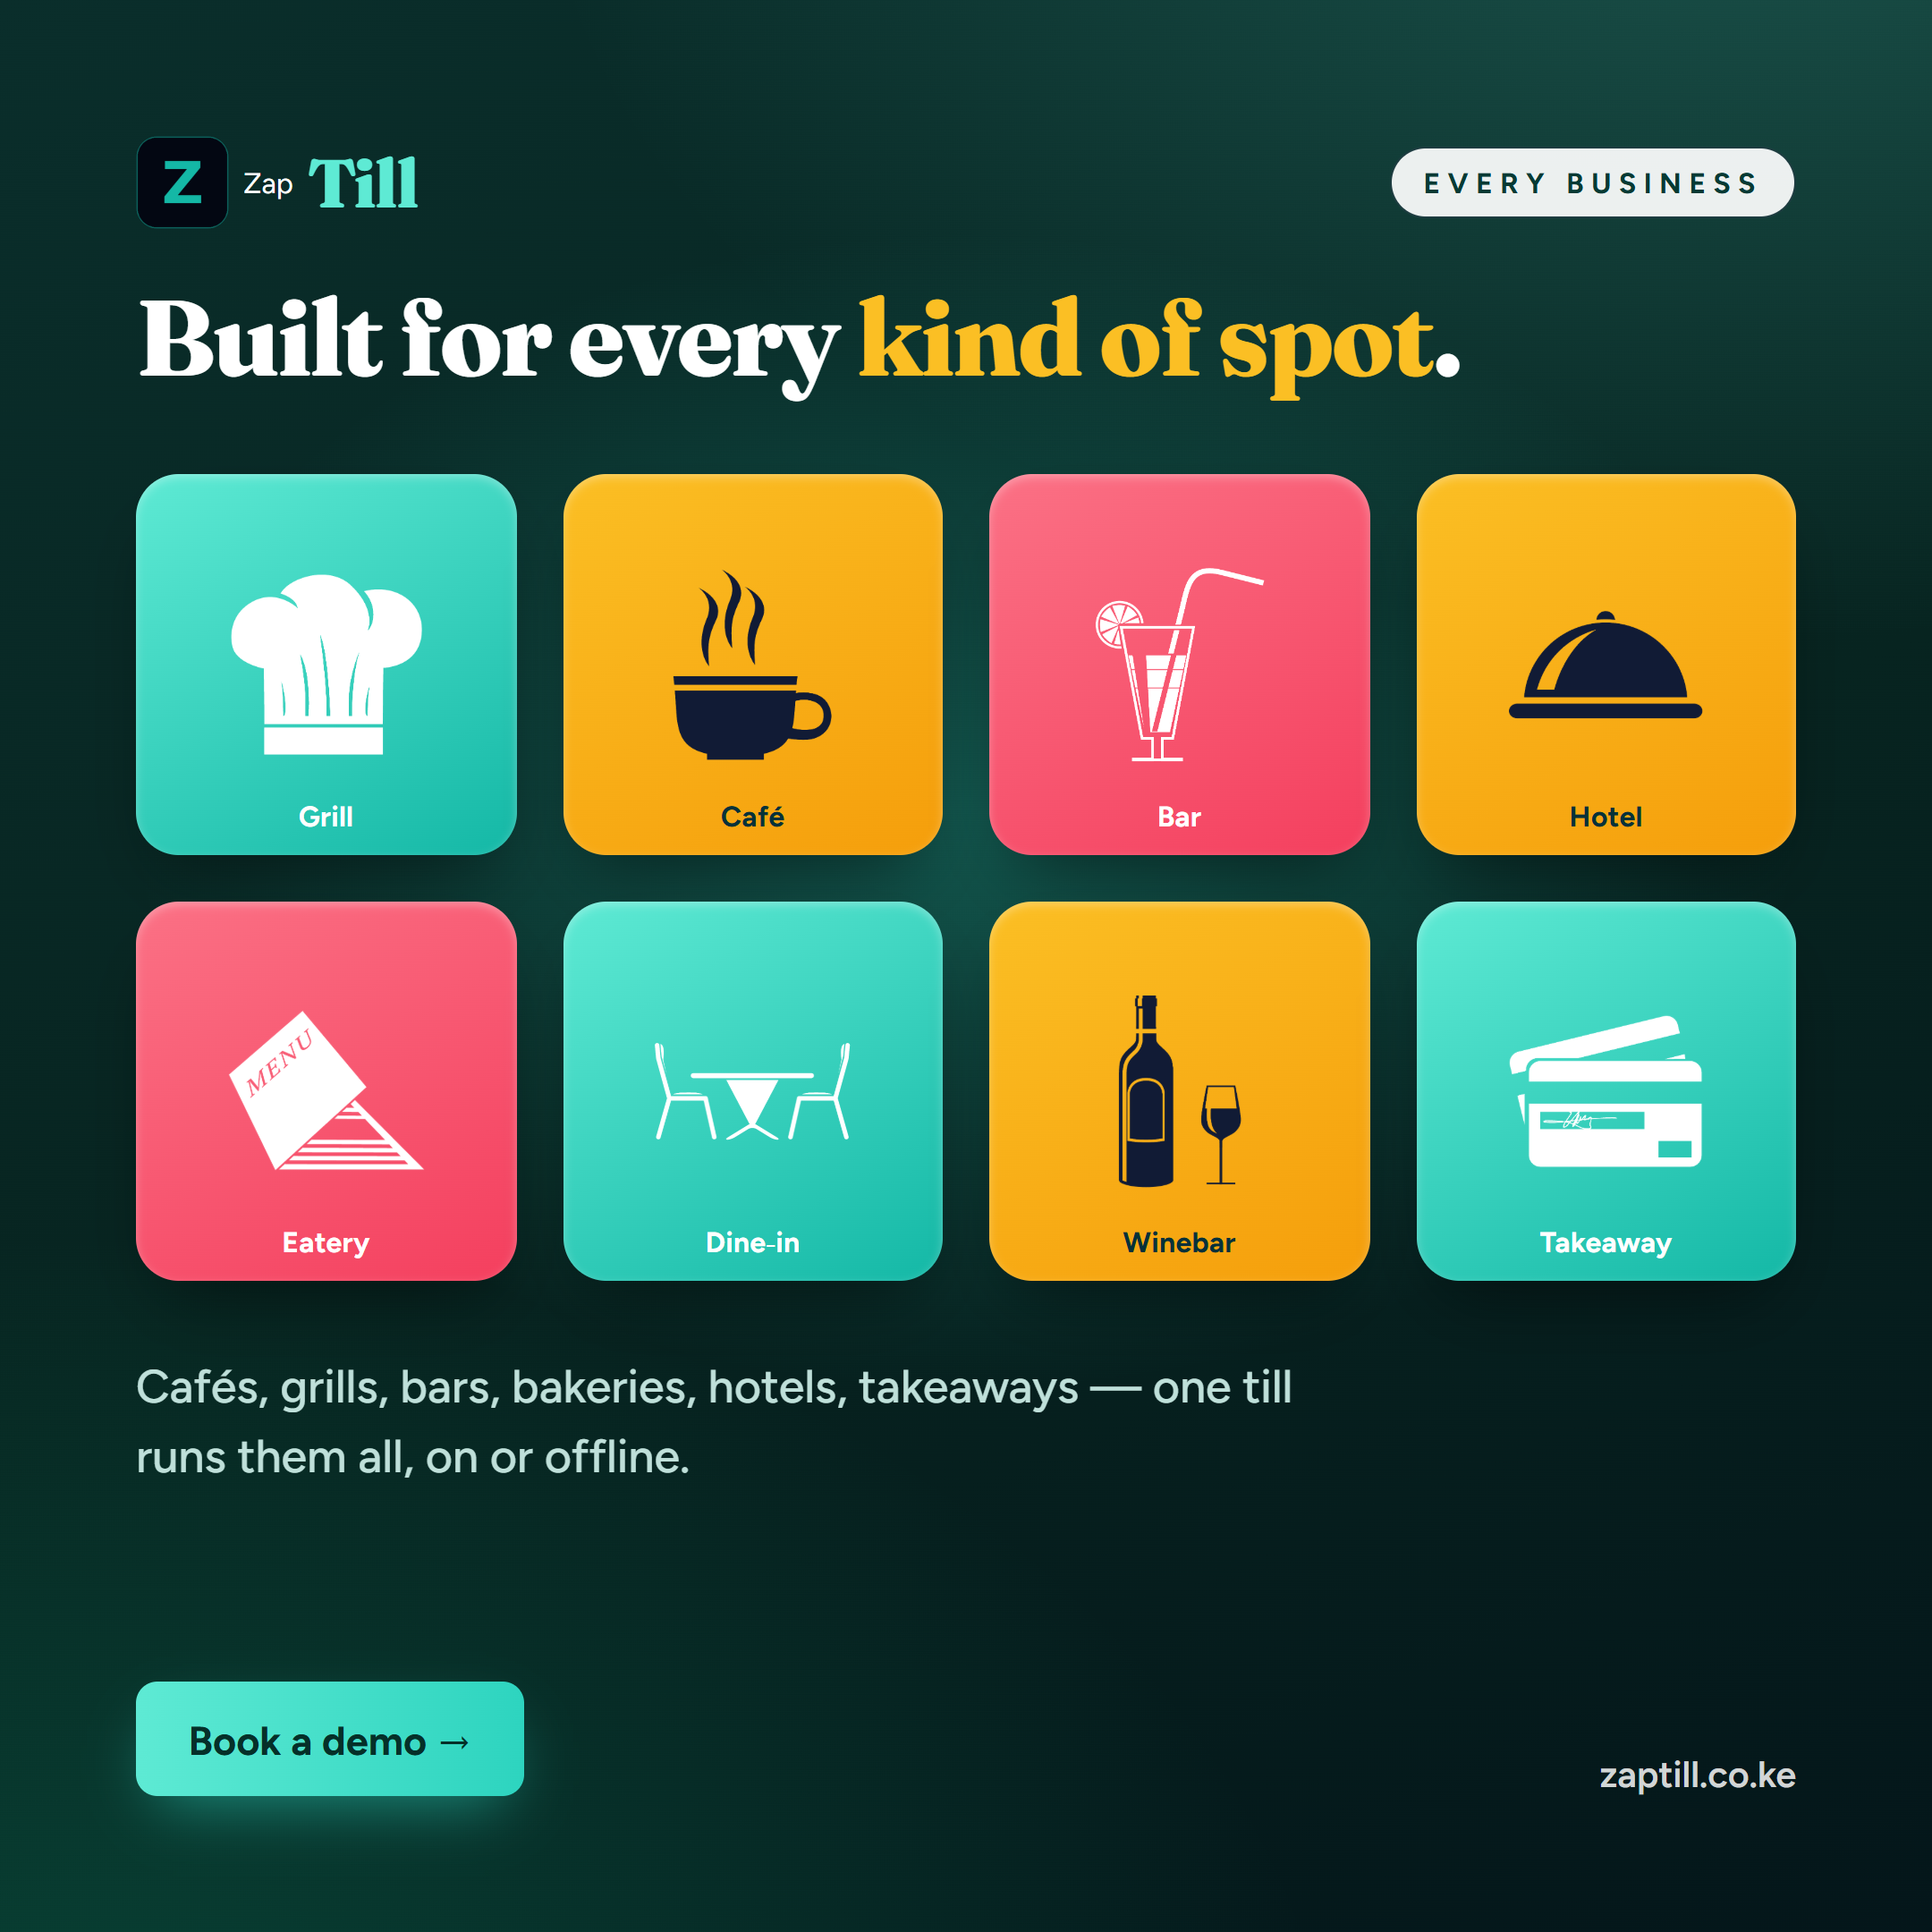 Z Zap Till
EVERY BUSINESS
Built for every kind of spot.
Grill
Café
Bar
Hotel
MENU
Eatery
Dine-in
Winebar
Takeaway
Cafés, grills, bars, bakeries, hotels, takeaways — one till
runs them all, on or offline.
Book a demo →
zaptill.co.ke